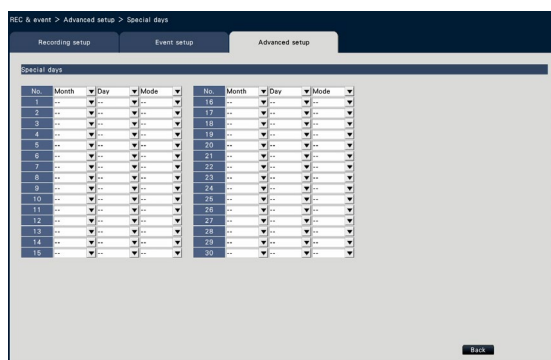 REC & event > Advanced setup > Special days
Recording setup Event setup Advanced setup
Special days
No. Month Day Mode No. Month Day Mode
1 -- -- -- 16 -- -- --
2 -- -- -- 17 -- -- --
3 -- -- -- 18 -- -- --
4 -- -- -- 19 -- -- --
5 -- -- -- 20 -- -- --
6 -- -- -- 21 -- -- --
7 -- -- -- 22 -- -- --
8 -- -- -- 23 -- -- --
9 -- -- -- 24 -- -- --
10 -- -- -- 25 -- -- --
11 -- -- -- 26 -- -- --
12 -- -- -- 27 -- -- --
13 -- -- -- 28 -- -- --
14 -- -- -- 29 -- -- --
15 -- -- -- 30 -- -- --
Back